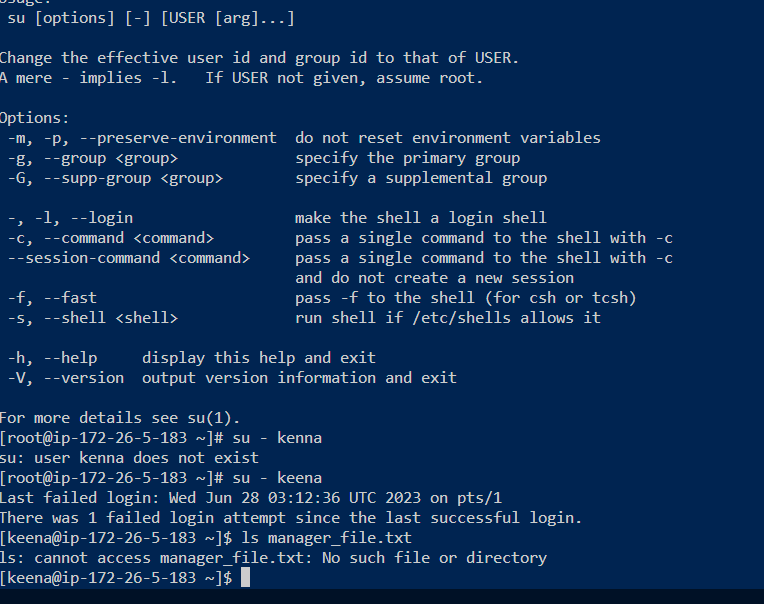 Usage:
su [options] [-] [USER [arg]...]
Change the effective user id and group id to that of USER.
A mere - implies -l.   If USER not given, assume root.
Options:
-m, -p, --preserve-environment  do not reset environment variables
-g, --group <group>             specify the primary group
-G, --supp-group <group>        specify a supplemental group
-, -l, --login                  make the shell a login shell
-c, --command <command>         pass a single command to the shell with -c
--session-command <command>     pass a single command to the shell with -c
and do not create a new session
-f, --fast                      pass -f to the shell (for csh or tcsh)
-s, --shell <shell>             run shell if /etc/shells allows it
-h, --help     display this help and exit
-V, --version  output version information and exit
For more details see su(1).
[root@ip-172-26-5-183 ~]# su - kenna
su: user kenna does not exist
[root@ip-172-26-5-183 ~]# su - keena
Last failed login: Wed Jun 28 03:12:36 UTC 2023 on pts/1
There was 1 failed login attempt since the last successful login.
[keena@ip-172-26-5-183 ~]$ ls manager_file.txt
ls: cannot access manager_file.txt: No such file or directory
[keena@ip-172-26-5-183 ~]$